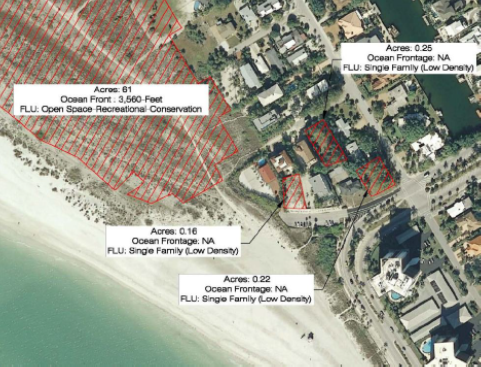 Acres: 0.25
Ocean Frontage: NA
FLU: Single Family (Low Density)
Acres: 61
Ocean Front : 3,560-Feet
FLU: Open Space-Recreational-Conservation
Acres: 0.16
Ocean Frontage: NA
FLU: Single Family (Low Density)
Acres: 0.22
Ocean Frontage: NA
FLU: Single Family (Low Density)